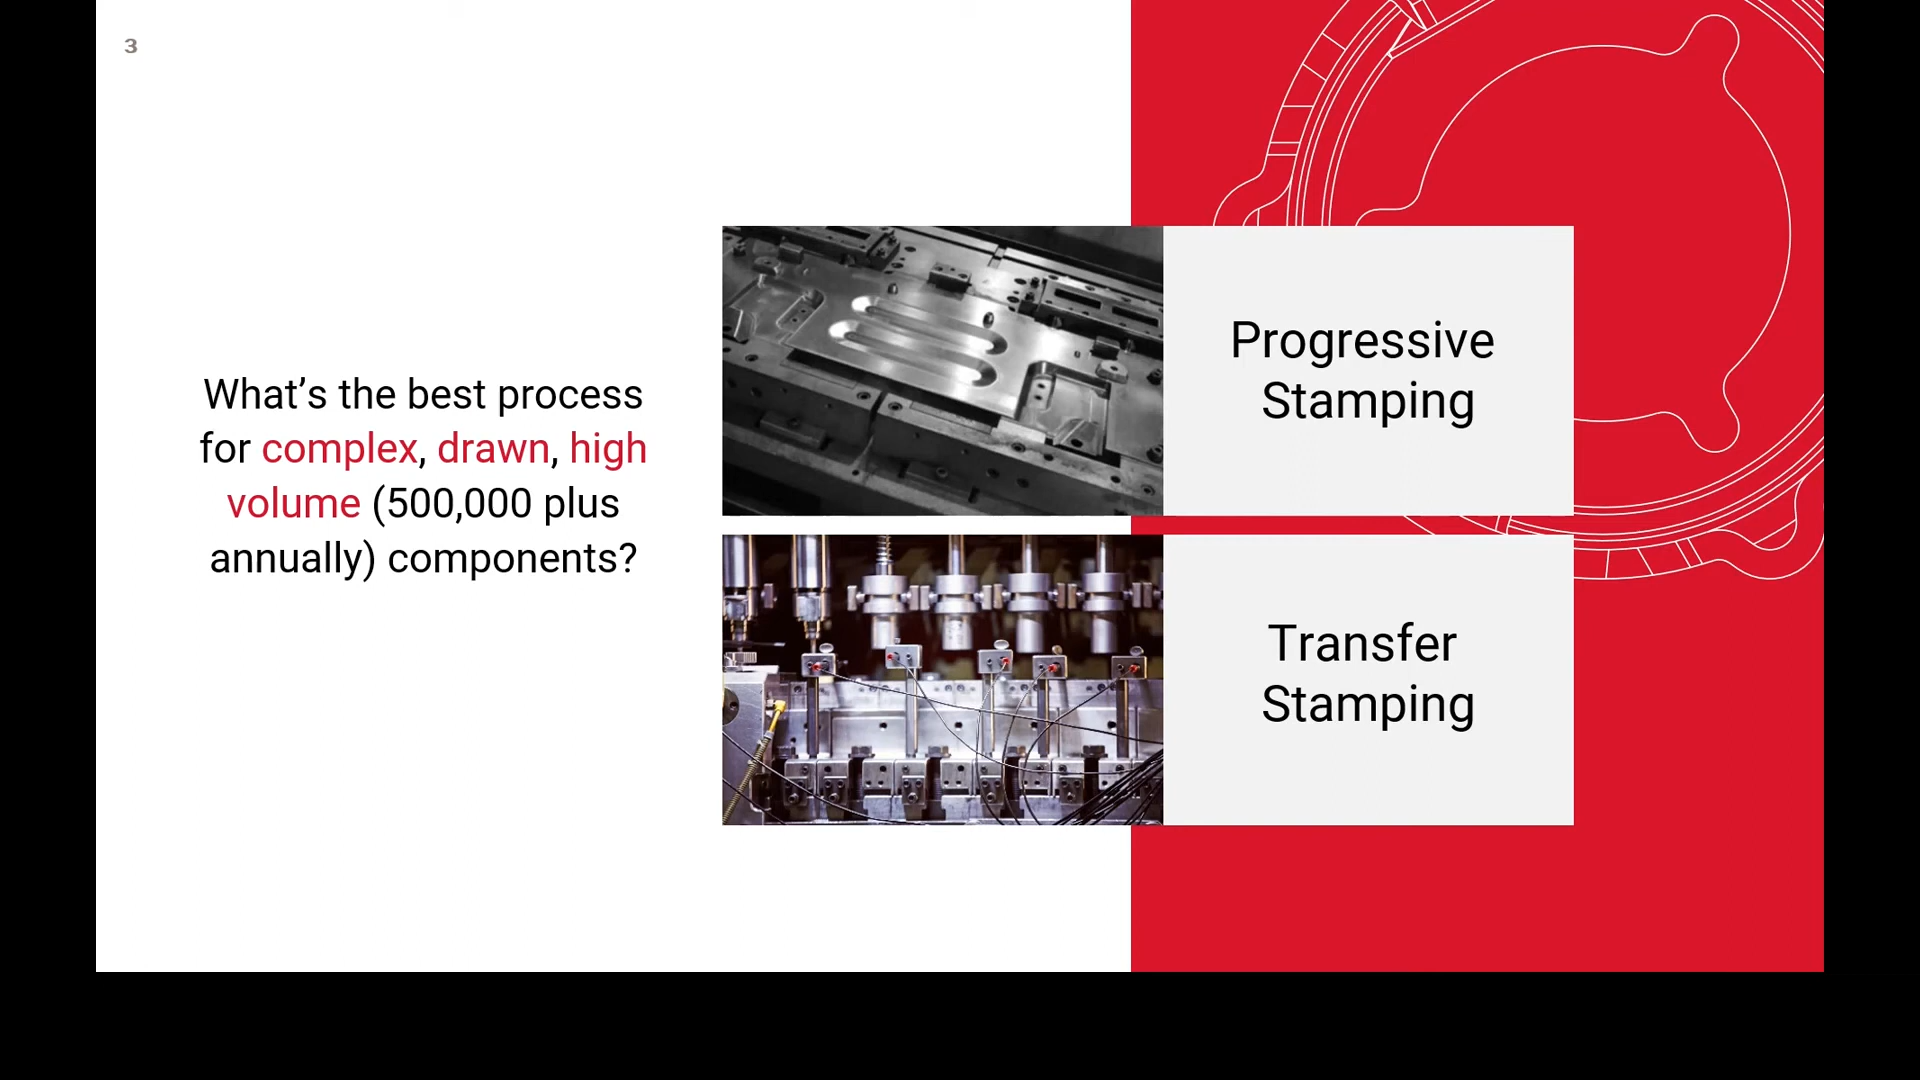 3
What’s the best process
for complex, drawn, high
volume (500,000 plus
annually) components?
Progressive
Stamping
Transfer
Stamping